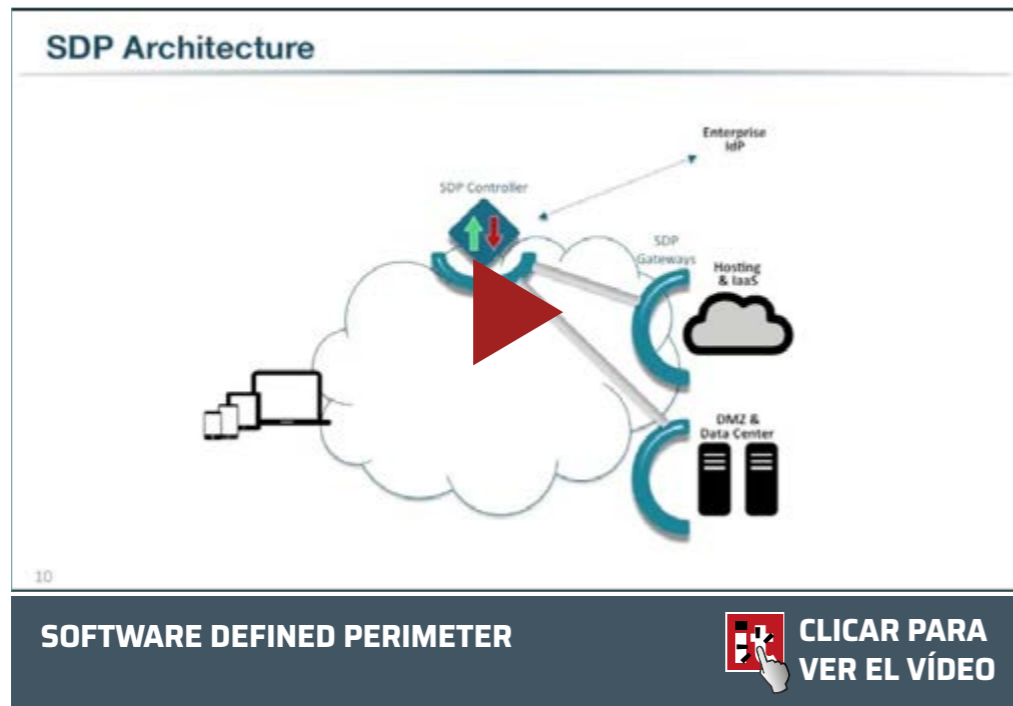 SDP Architecture
Enterprise
IdP
SDP Controller
SDP
Gateways
Hosting
& IaaS
DMZ &
Data Center
10
SOFTWARE DEFINED PERIMETER
CLICAR PARA
VER EL VÍDEO